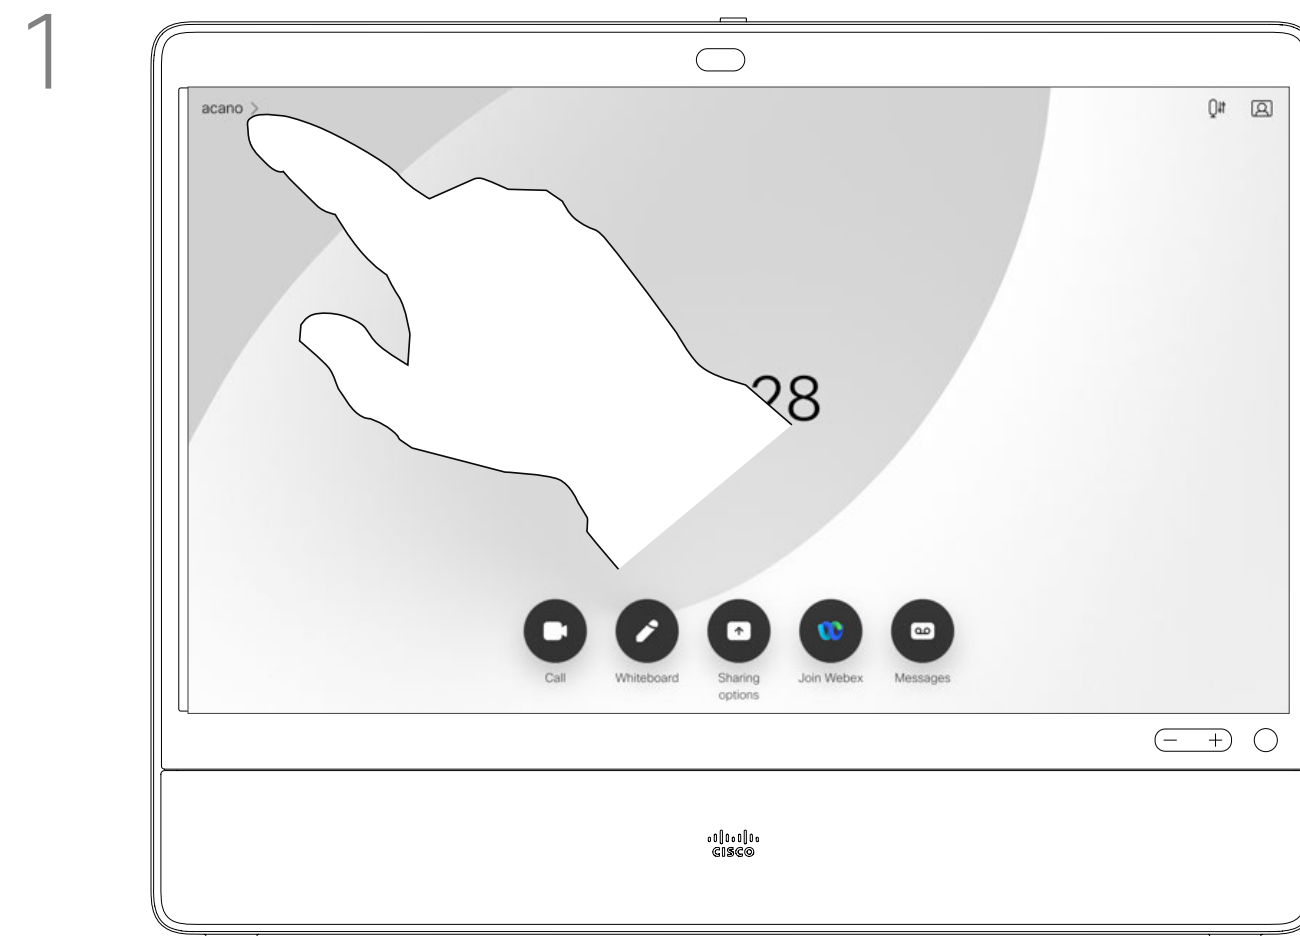 1
acano
28
Call
Whiteboard
Sharing
options
Join Webex
Messages
CISCO